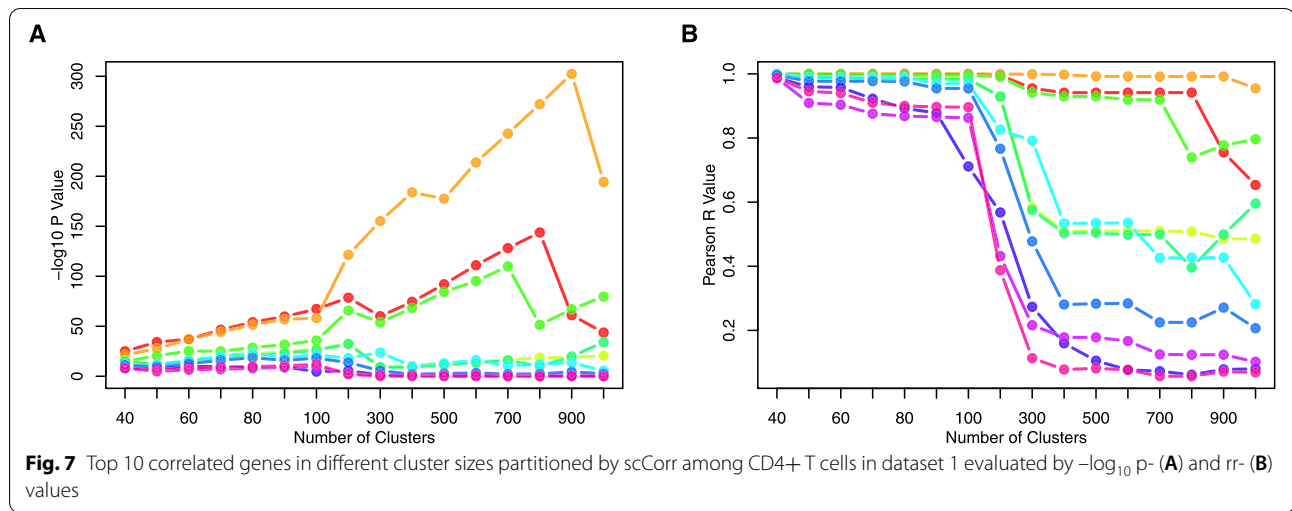 A
B
−log10 P Value
300
250
200
150
100
50
0
40 60 80 100 300 500 700 900
Number of Clusters
Pearson R Value
1.0
0.8
0.6
0.4
0.2
40 60 80 100 300 500 700 900
Number of Clusters
Fig. 7 Top 10 correlated genes in different cluster sizes partitioned by scCorr among CD4+ T cells in dataset 1 evaluated by –log10 p- (A) and rr- (B)
values